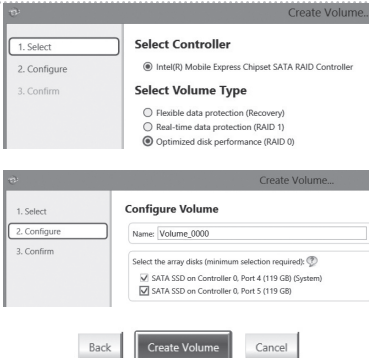 Create Volume...
1. Select
2. Configure
3. Confirm
Select Controller
Intel(R) Mobile Express Chipset SATA RAID Controller
Select Volume Type
Flexible data protection (Recovery)
Real-time data protection (RAID 1)
Optimized disk performance (RAID 0)
Create Volume...
1. Select
2. Configure
3. Confirm
Configure Volume
Name: Volume_0000
Select the array disks (minimum selection required):
SATA SSD on Controller 0, Port 4 (119 GB) (System)
SATA SSD on Controller 0, Port 5 (119 GB)
Back Create Volume Cancel